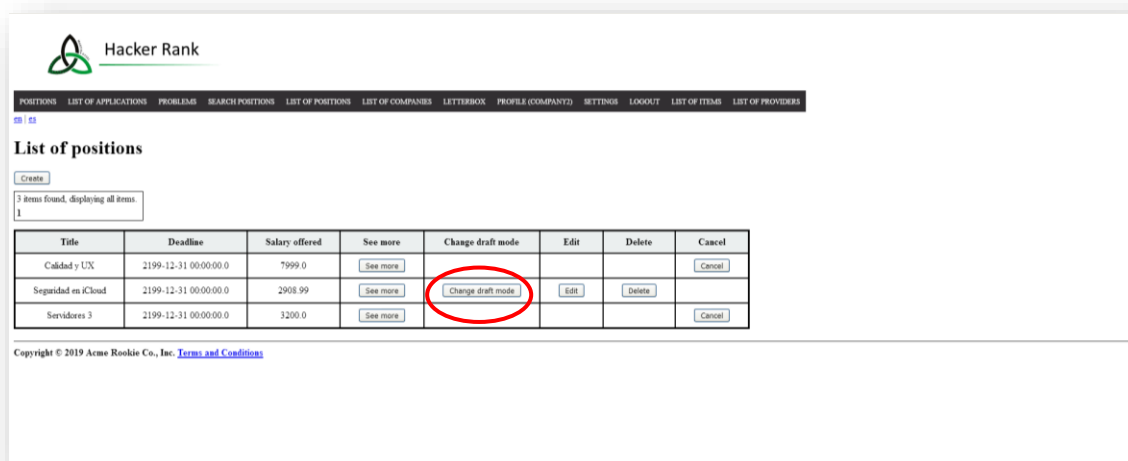 Hacker Rank
POSITIONS LIST OF APPLICATIONS PROBLEMS SEARCH POSITIONS LIST OF POSITIONS LIST OF COMPANIES LETTERBOX PROFILE (COMPANY2) SETTINGS LOGOUT LIST OF ITEMS LIST OF PROVIDERS
en | es
List of positions
Create
3 items found, displaying all items.
1
Title Deadline Salary offered See more Change draft mode Edit Delete Cancel
Calidad y UX 2199-12-31 00:00:00.0 7999.0 See more Cancel
Seguridad en iCloud 2199-12-31 00:00:00.0 2908.99 See more Change draft mode Edit Delete
Servidores 3 2199-12-31 00:00:00.0 3200.0 See more Cancel
Copyright © 2019 Acme Rookie Co., Inc. Terms and Conditions